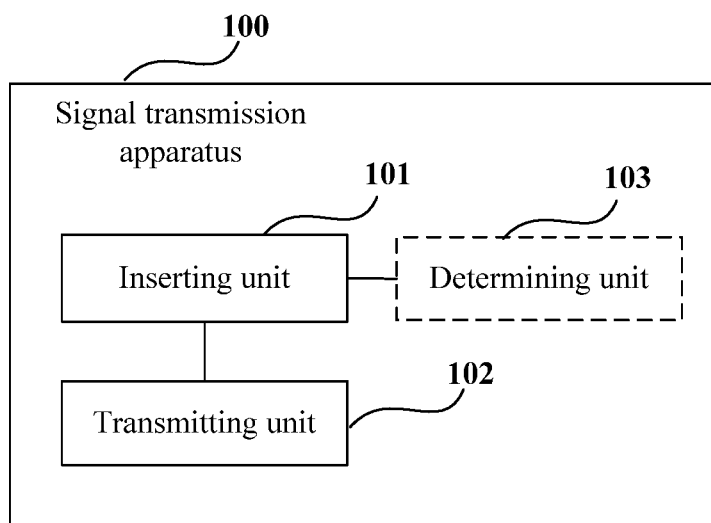 100
Signal transmission
apparatus
101
103
Inserting unit
Determining unit
102
Transmitting unit